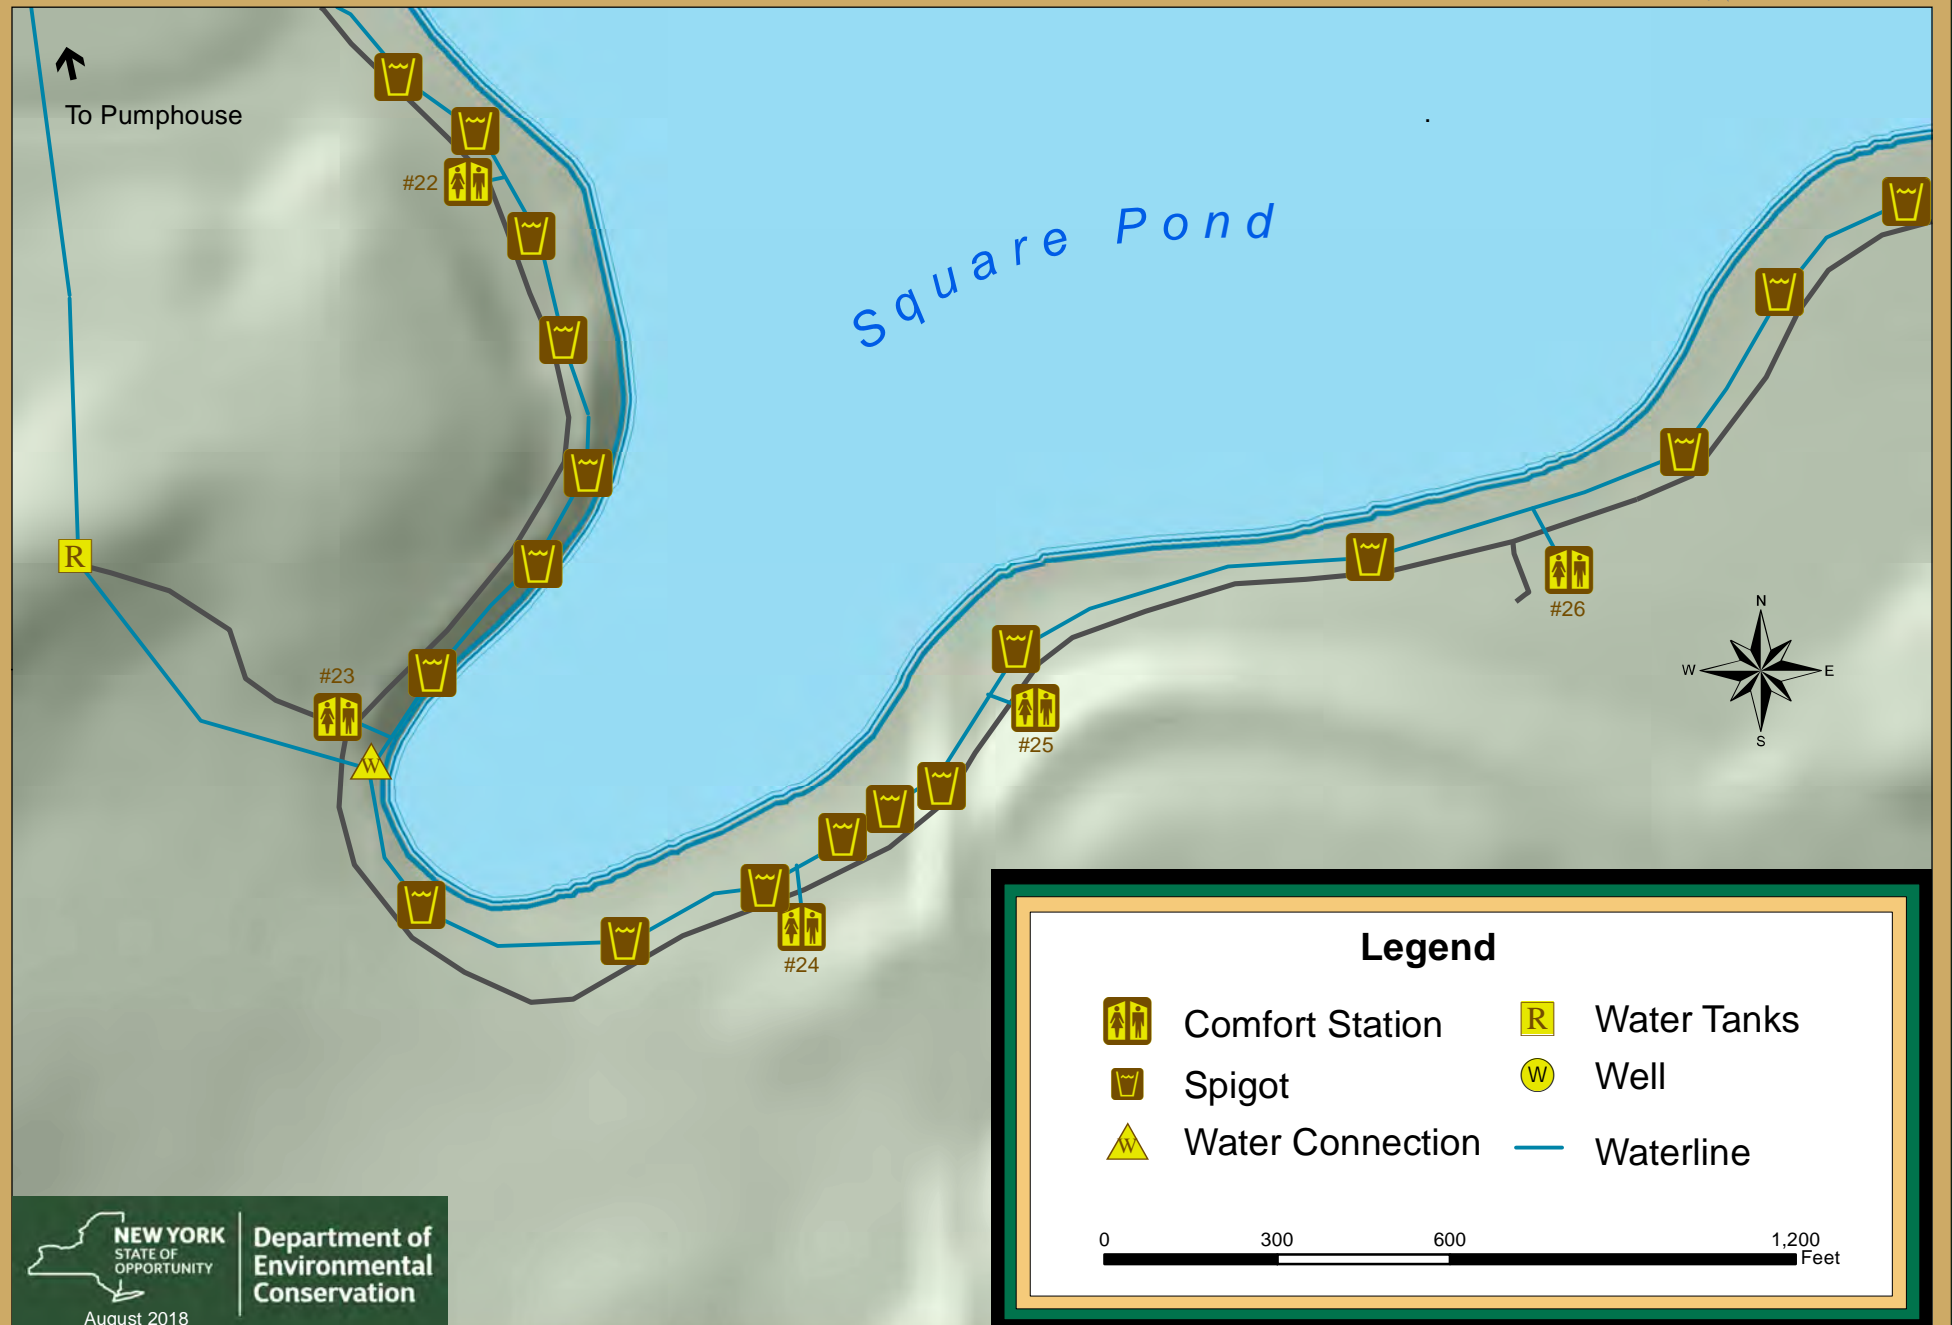 To Pumphouse
#22
Square Pond
R
#26
N
W E
S
#23
#25
W
#24
Legend
Comfort Station
R Water Tanks
Spigot
W Well
W Water Connection
Waterline
0 300 600 1,200
Feet
NEW YORK
STATE OF
OPPORTUNITY
Department of
Environmental
Conservation
August 2018